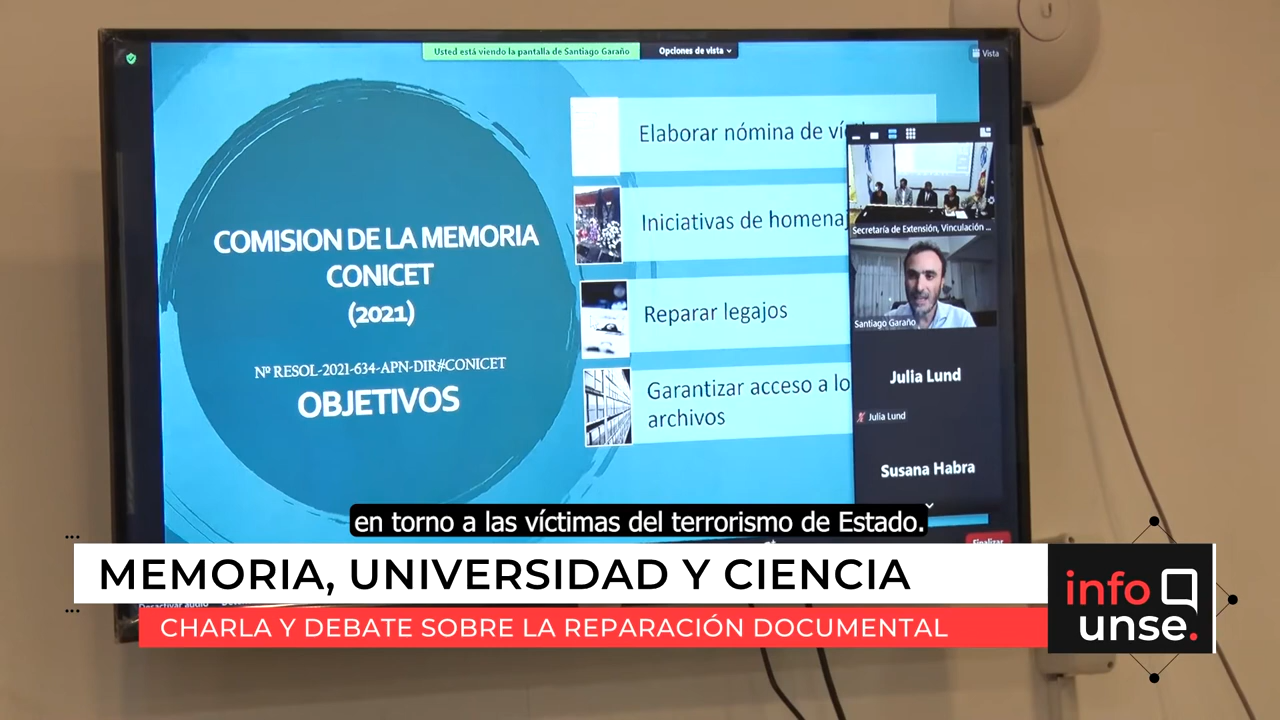 Usted está viendo la pantalla de Santiago Garaño
Opciones de vista
Vista
COMISION DE LA MEMORIA
CONICET
(2021)
Nº RESOL-2021-634-APN-DIR#CONICET
OBJETIVOS
Elaborar nómina de
Iniciativas de
Reparar legajos
Garantizar acceso a lo
archivos
Secretaría de Extensión, Vinculación ...
Santiago Garaño
Julia Lund
Julia Lund
Susana Habra
en torno a las víctimas del terrorismo de Estado.
Finalizar
MEMORIA, UNIVERSIDAD Y CIENCIA
Desactivar audio
CHARLA Y DEBATE SOBRE LA REPARACIÓN DOCUMENTAL
info
unse.